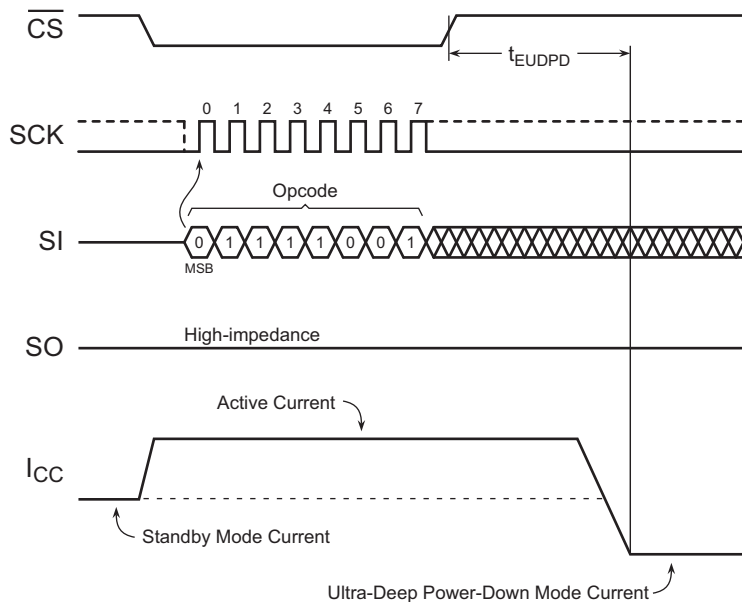 CS
tEUDPD
0 1 2 3 4 5 6 7
SCK
Opcode
SI
0 1 1 1 1 0 0 1
MSB
High-impedance
SO
Active Current
ICC
Standby Mode Current
Ultra-Deep Power-Down Mode Current